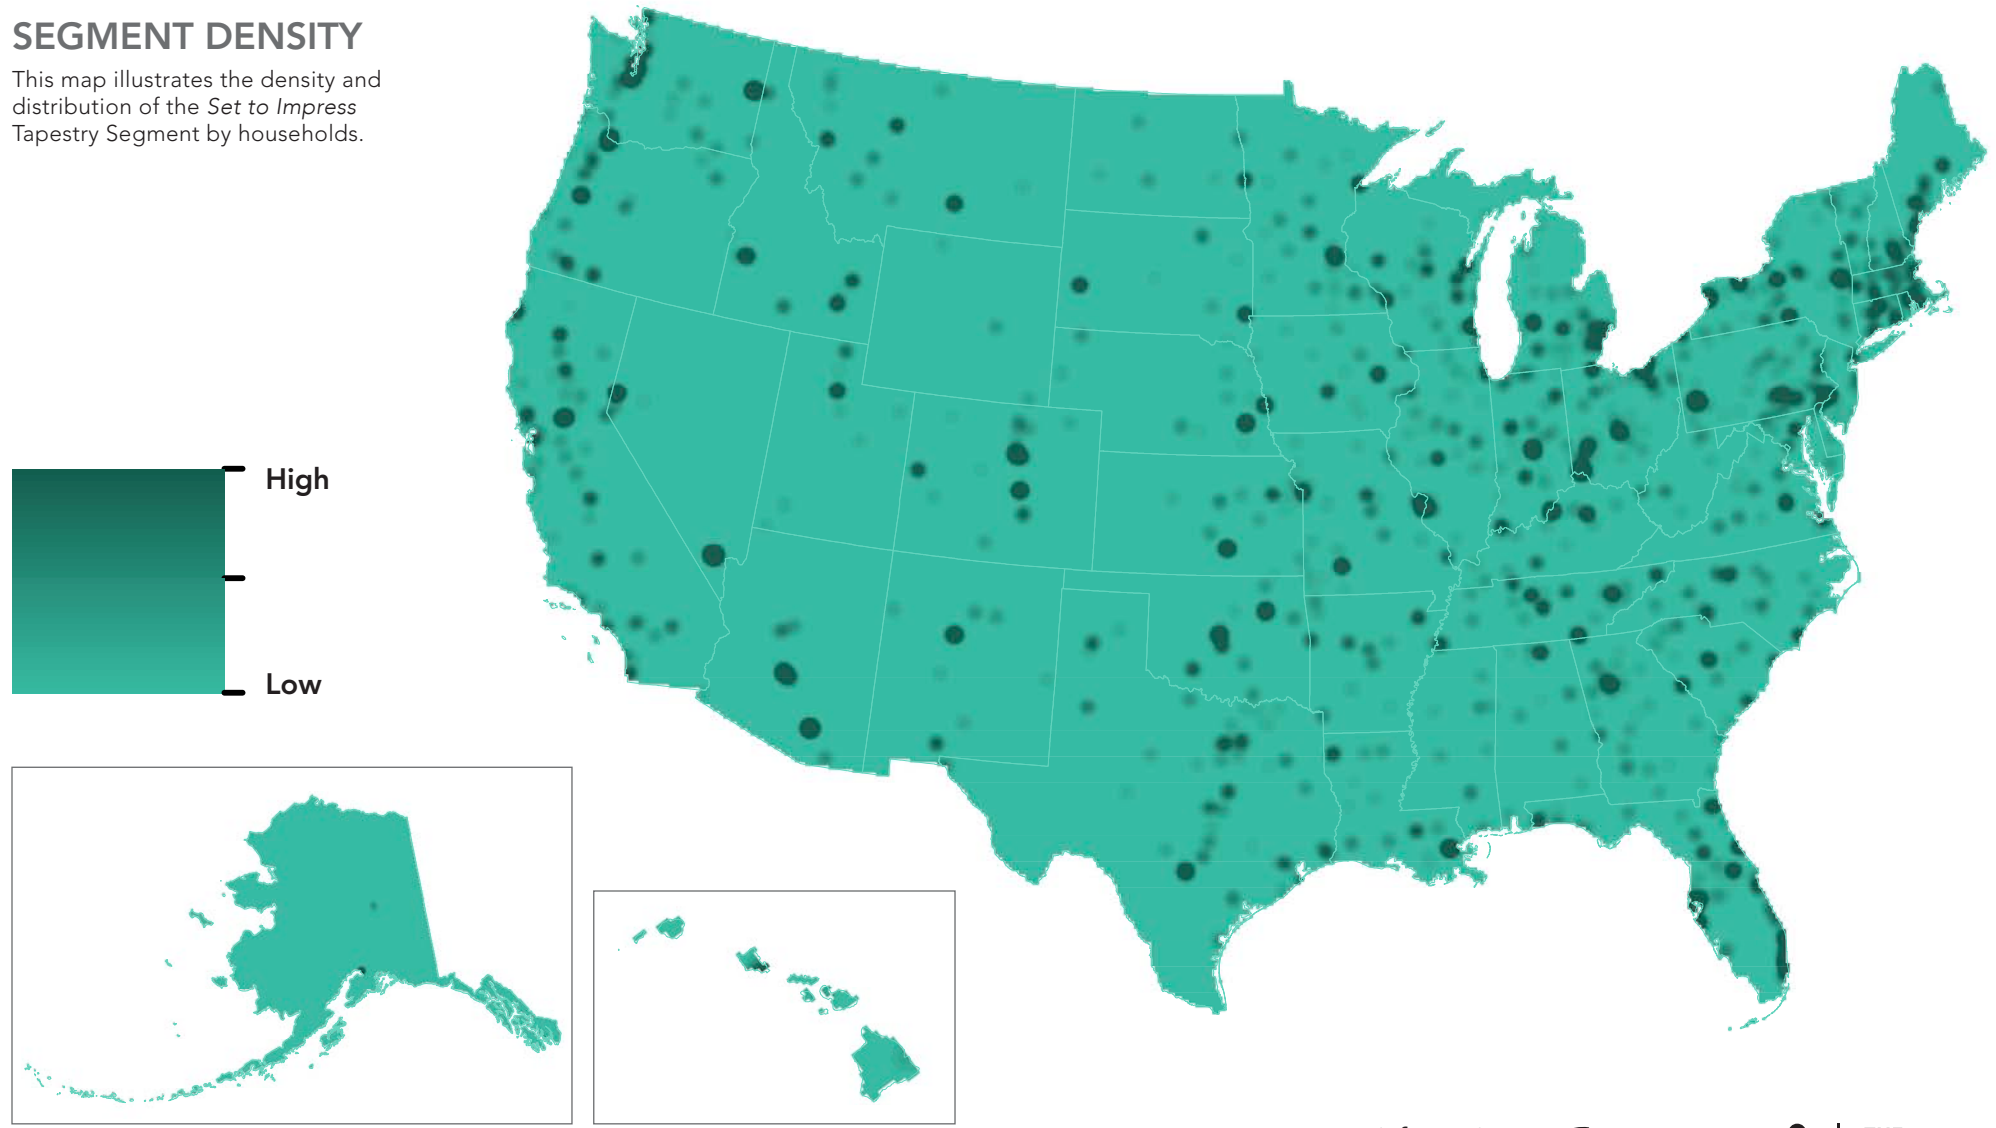 SEGMENT DENSITY
This map illustrates the density and
distribution of the Set to Impress
Tapestry Segment by households.
High
Low